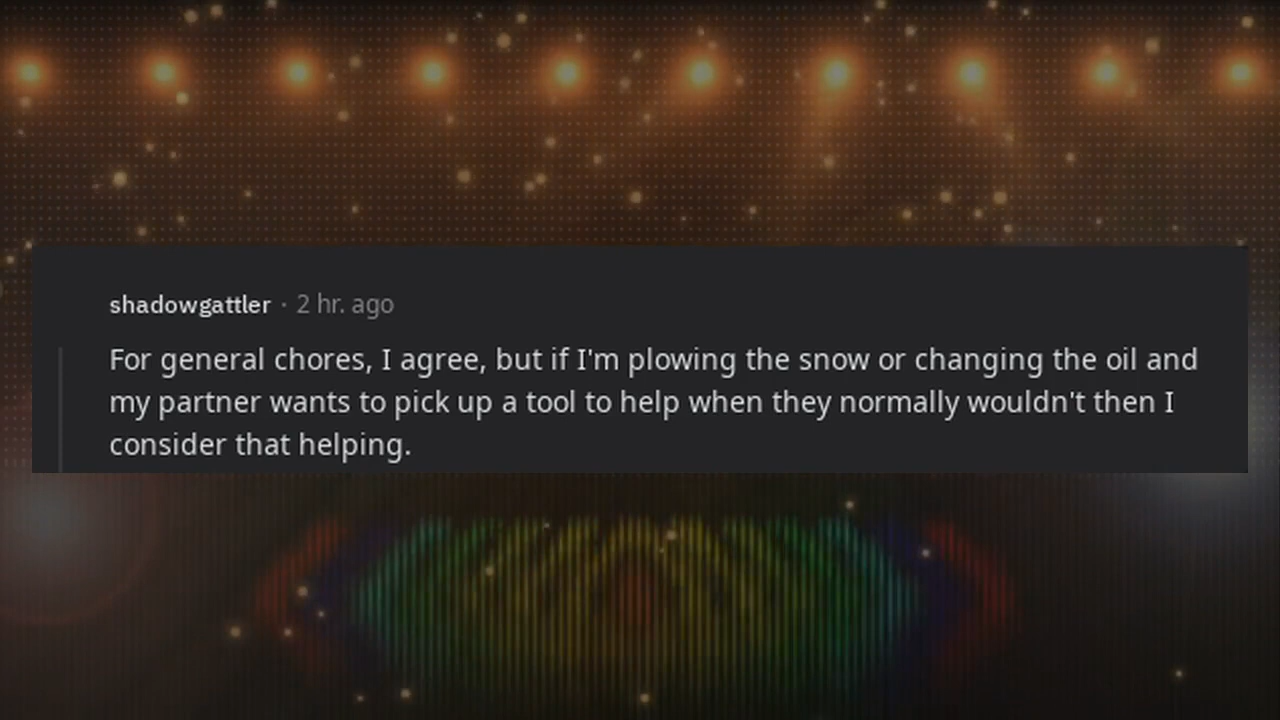 shadowgattler · 2 hr. ago
For general chores, I agree, but if I'm plowing the snow or changing the oil and
my partner wants to pick up a tool to help when they normally wouldn't then I
consider that helping.